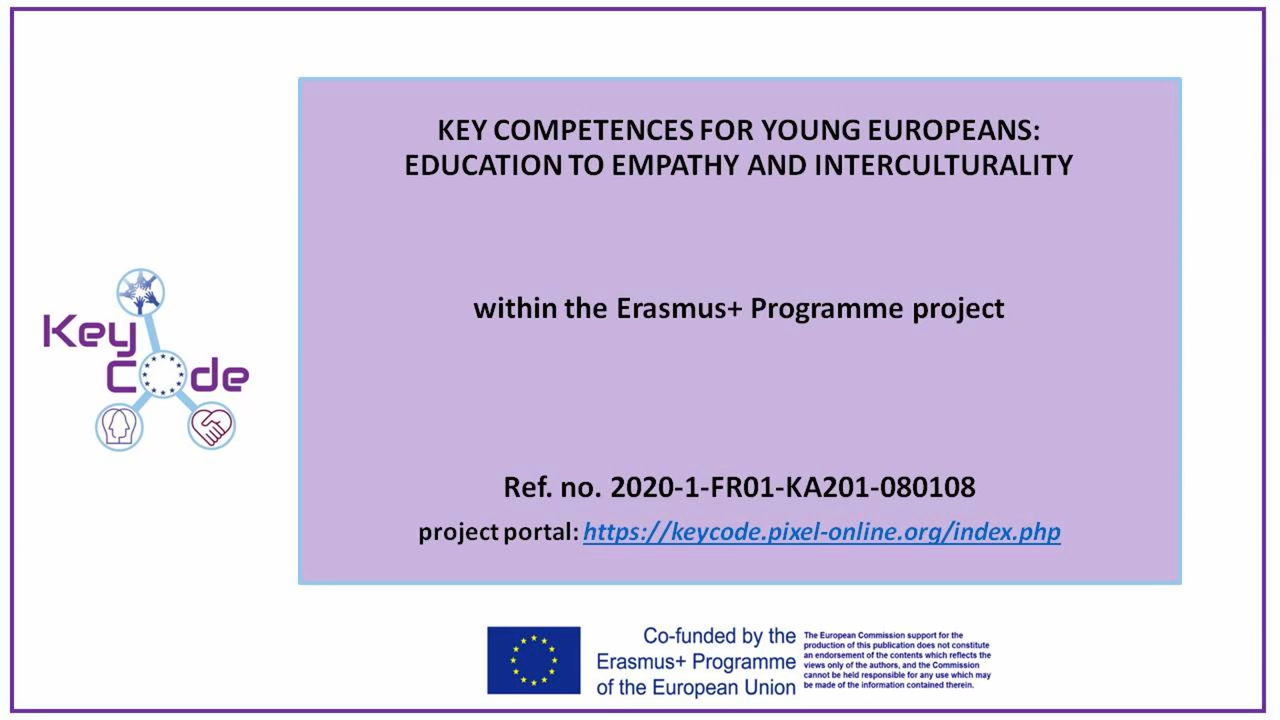 KEY COMPETENCES FOR YOUNG EUROPEANS:
EDUCATION TO EMPATHY AND INTERCULTURALITY
within the Erasmus+ Programme project
Key
Code
Ref. no. 2020-1-FR01-KA201-080108
project portal: https://keycode.pixel-online.org/index.php
Co-funded by the
Erasmus+ Programme
of the European Union
The European Commission support for the
production of this publication does not constitute
an endorsement of the contents which reflects the
views only of the authors, and the Commission
cannot be held responsible for any use which may
be made of the information contained therein.